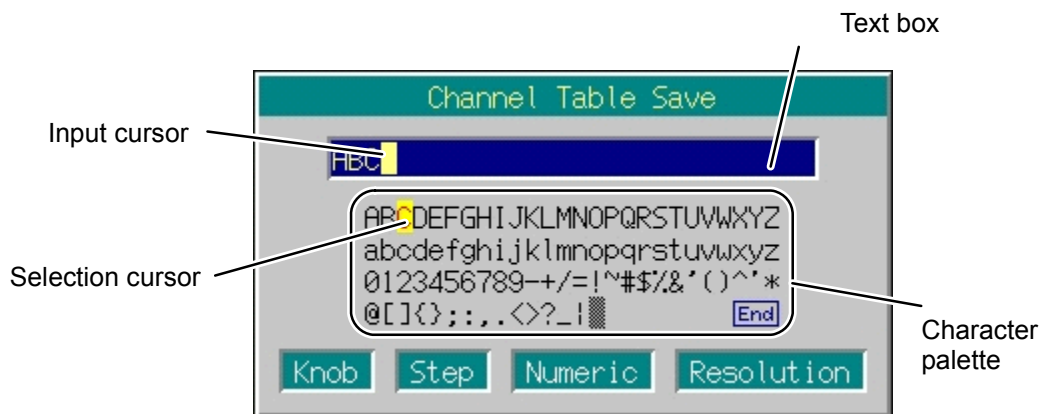 Text box
Channel Table Save
Input cursor
ABC
ABCDEFGHIJKLMNOPQRSTUVWXYZ
abcdefghijklmnopqrstuvwxyz
Selection cursor
0123456789-+/=!~#$%&'()^'*
@[]{};:,.<>?_¦▒ End
Character
palette
Knob Step Numeric Resolution